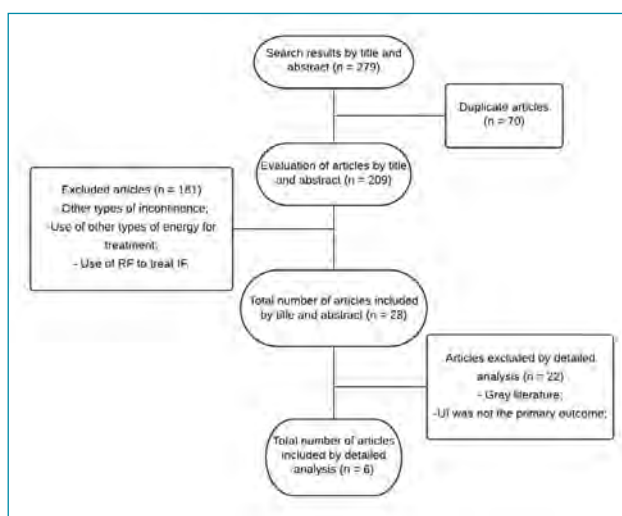 Search results by title and
abstract (n = 279)
Duplicate articles
(n = 70)
Evaluation of articles by title
and abstract (n = 209)
Excluded articles (n = 181)
- Other types of incontinence;
-Use of other types of energy for
treatment;
- Use of RF to treat IF.
Total number of articles included
by title and abstract (n = 28)
Articles excluded by detailed
analysis (n = 22)
- Gray literature;
-UI was not the primary outcome;
Total number of articles
included by detailed
analysis (n = 6)